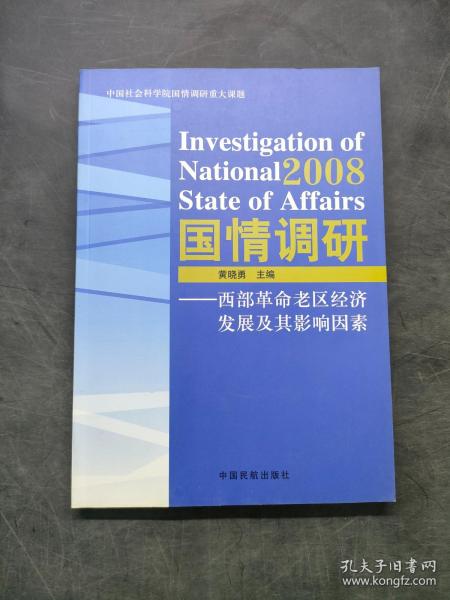 中国社会科学院国情调研重大课题
Investigation of
National 2008
State of Affairs
国情调研
黄晓勇 主编
——西部革命老区经济
发展及其影响因素
中国民航出版社
孔夫子旧书网
www.kongfz.com